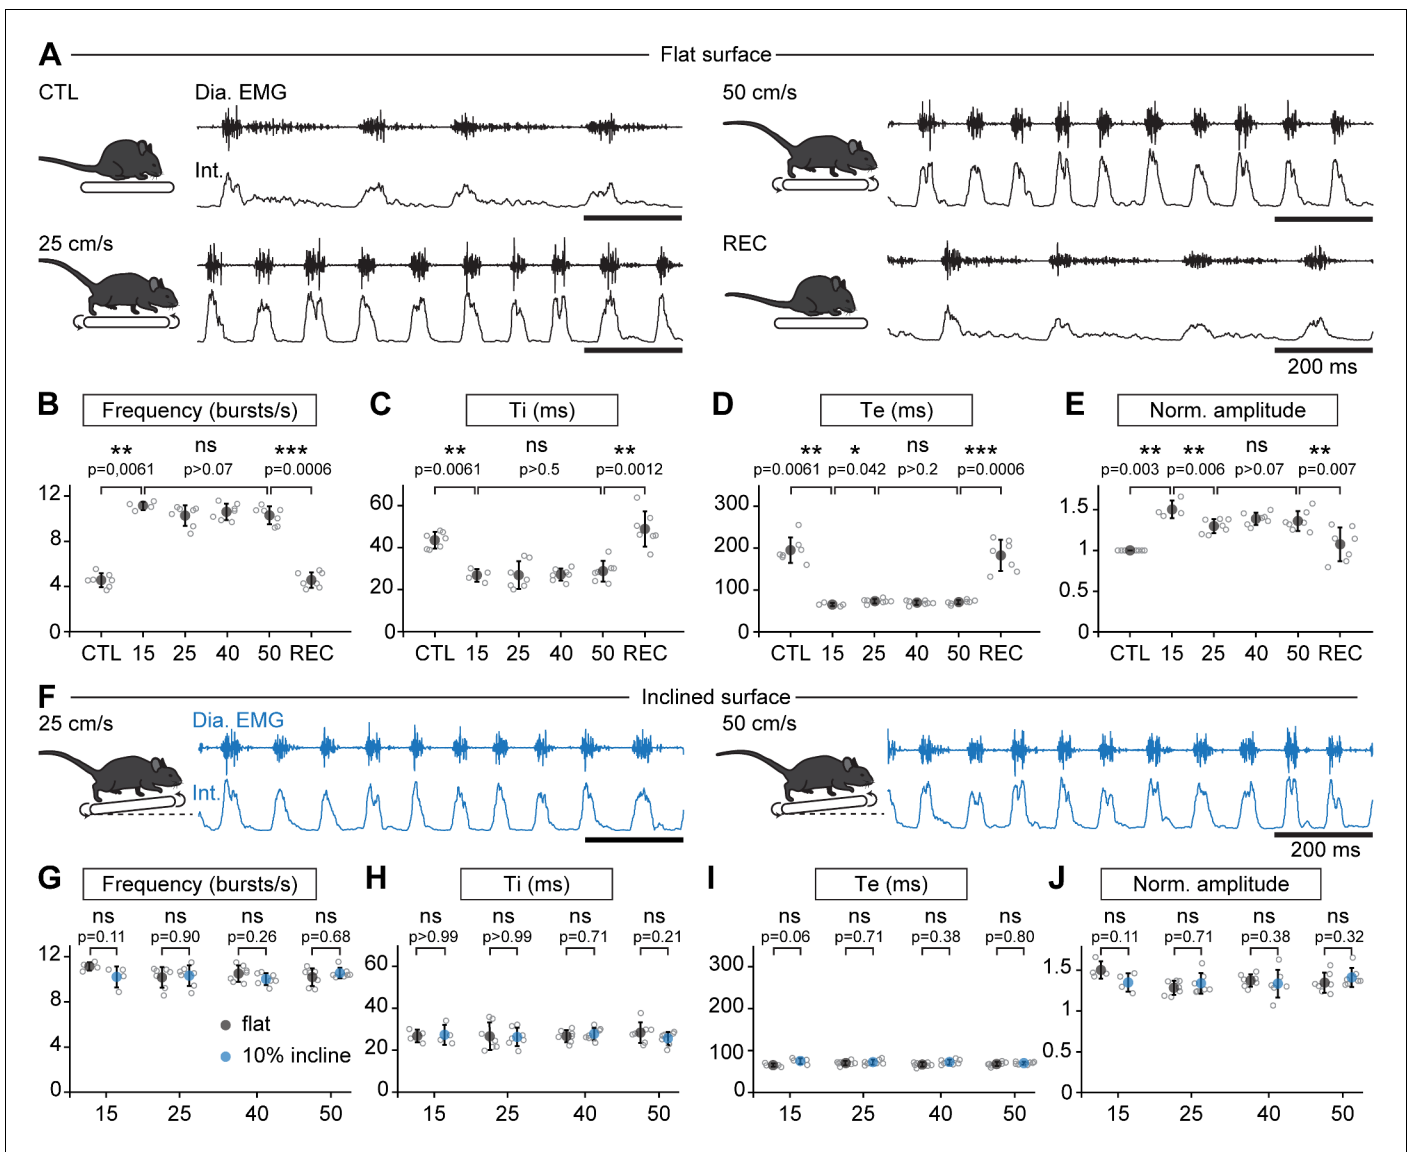 A Flat surface
CTL Dia. EMG 50 cm/s
Int.
25 cm/s REC
200 ms
B Frequency (bursts/s) C Ti (ms) D Te (ms) E Norm. amplitude
** ns *** ** ns ** ** * ns *** ** ** ns **
p=0,0061 p>0.07 p=0.0006 p=0.0061 p>0.5 p=0.0012 p=0.0061 p=0.042 p>0.2 p=0.0006 p=0.003 p=0.006 p>0.07 p=0.007
12 60 300 1.5
8 40 200 1
4 20 100 0.5
0 0 0 0
CTL 15 25 40 50 REC CTL 15 25 40 50 REC CTL 15 25 40 50 REC CTL 15 25 40 50 REC
F Inclined surface
25 cm/s Dia. EMG 50 cm/s
Int.
200 ms
G Frequency (bursts/s) H Ti (ms) I Te (ms) J Norm. amplitude
ns ns ns ns ns ns ns ns ns ns ns ns ns ns ns ns
p=0.11 p=0.90 p=0.26 p=0.68 p>0.99 p>0.99 p=0.71 p=0.21 p=0.06 p=0.71 p=0.38 p=0.80 p=0.11 p=0.71 p=0.38 p=0.32
12 60 300 1.5
8 40 200 1
flat
4 20 100 0.5
10% incline
0 0 0 0
15 25 40 50 15 25 40 50 15 25 40 50 15 25 40 50